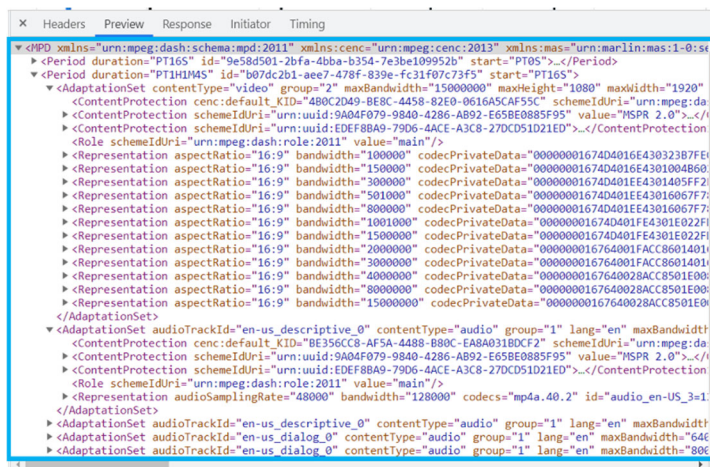 × Headers Preview Response Initiator Timing
▼<MPD xmlns="urn:mpeg:dash:schema:mpd:2011" xmlns:cenc="urn:mpeg:cenc:2013" xmlns:mas="urn:marlin:mas:1-0:se
▶<Period duration="PT16S" id="9e58d501-2bfa-4bba-b354-7e3be109952b" start="PT0S">…</Period>
▼<Period duration="PT1H1M4S" id="b07dc2b1-aee7-478f-839e-fc31f07c73f5" start="PT16S">
▼<AdaptationSet contentType="video" group="2" maxBandwidth="15000000" maxHeight="1080" maxWidth="1920"
<ContentProtection cenc:default_KID="4B0C2D49-BE8C-4458-82E0-0616A5CAF55C" schemeIdUri="urn:mpeg:da
▶<ContentProtection schemeIdUri="urn:uuid:9A04F079-9840-4286-AB92-E65BE0885F95" value="MSPR 2.0">…</
▶<ContentProtection schemeIdUri="urn:uuid:EDEF8BA9-79D6-4ACE-A3C8-27DCD51D21ED">…</ContentProtection
<Role schemeIdUri="urn:mpeg:dash:role:2011" value="main"/>
▶<Representation aspectRatio="16:9" bandwidth="100000" codecPrivateData="00000001674D4016E430323B7FE
▶<Representation aspectRatio="16:9" bandwidth="150000" codecPrivateData="00000001674D4016E4301004B60
▶<Representation aspectRatio="16:9" bandwidth="300000" codecPrivateData="00000001674D401EE4301405FF2
▶<Representation aspectRatio="16:9" bandwidth="501000" codecPrivateData="00000001674D401EE43016067F7
▶<Representation aspectRatio="16:9" bandwidth="800000" codecPrivateData="00000001674D401EE43016067F7
▶<Representation aspectRatio="16:9" bandwidth="1001000" codecPrivateData="00000001674D401FE4301E022F
▶<Representation aspectRatio="16:9" bandwidth="1500000" codecPrivateData="00000001674D401FE4301E022F
▶<Representation aspectRatio="16:9" bandwidth="2000000" codecPrivateData="000000016764001FACC8601401
▶<Representation aspectRatio="16:9" bandwidth="3000000" codecPrivateData="000000016764001FACC8601401
▶<Representation aspectRatio="16:9" bandwidth="4000000" codecPrivateData="0000000167640028ACC8501E00
▶<Representation aspectRatio="16:9" bandwidth="8000000" codecPrivateData="0000000167640028ACC8501E00
▶<Representation aspectRatio="16:9" bandwidth="15000000" codecPrivateData="0000000167640028ACC8501E0
</AdaptationSet>
▼<AdaptationSet audioTrackId="en-us_descriptive_0" contentType="audio" group="1" lang="en" maxBandwidth
<ContentProtection cenc:default_KID="BE356CC8-AF5A-4488-B80C-EA8A031BDCF2" schemeIdUri="urn:mpeg:da
▶<ContentProtection schemeIdUri="urn:uuid:9A04F079-9840-4286-AB92-E65BE0885F95" value="MSPR 2.0">…</
▶<ContentProtection schemeIdUri="urn:uuid:EDEF8BA9-79D6-4ACE-A3C8-27DCD51D21ED">…</ContentProtection
<Role schemeIdUri="urn:mpeg:dash:role:2011" value="main"/>
▶<Representation audioSamplingRate="48000" bandwidth="128000" codecs="mp4a.40.2" id="audio_en-US_3=1
</AdaptationSet>
▶<AdaptationSet audioTrackId="en-us_descriptive_0" contentType="audio" group="1" lang="en" maxBandwidth
▶<AdaptationSet audioTrackId="en-us_dialog_0" contentType="audio" group="1" lang="en" maxBandwidth="640
▶<AdaptationSet audioTrackId="en-us_dialog_0" contentType="audio" group="1" lang="en" maxBandwidth="800